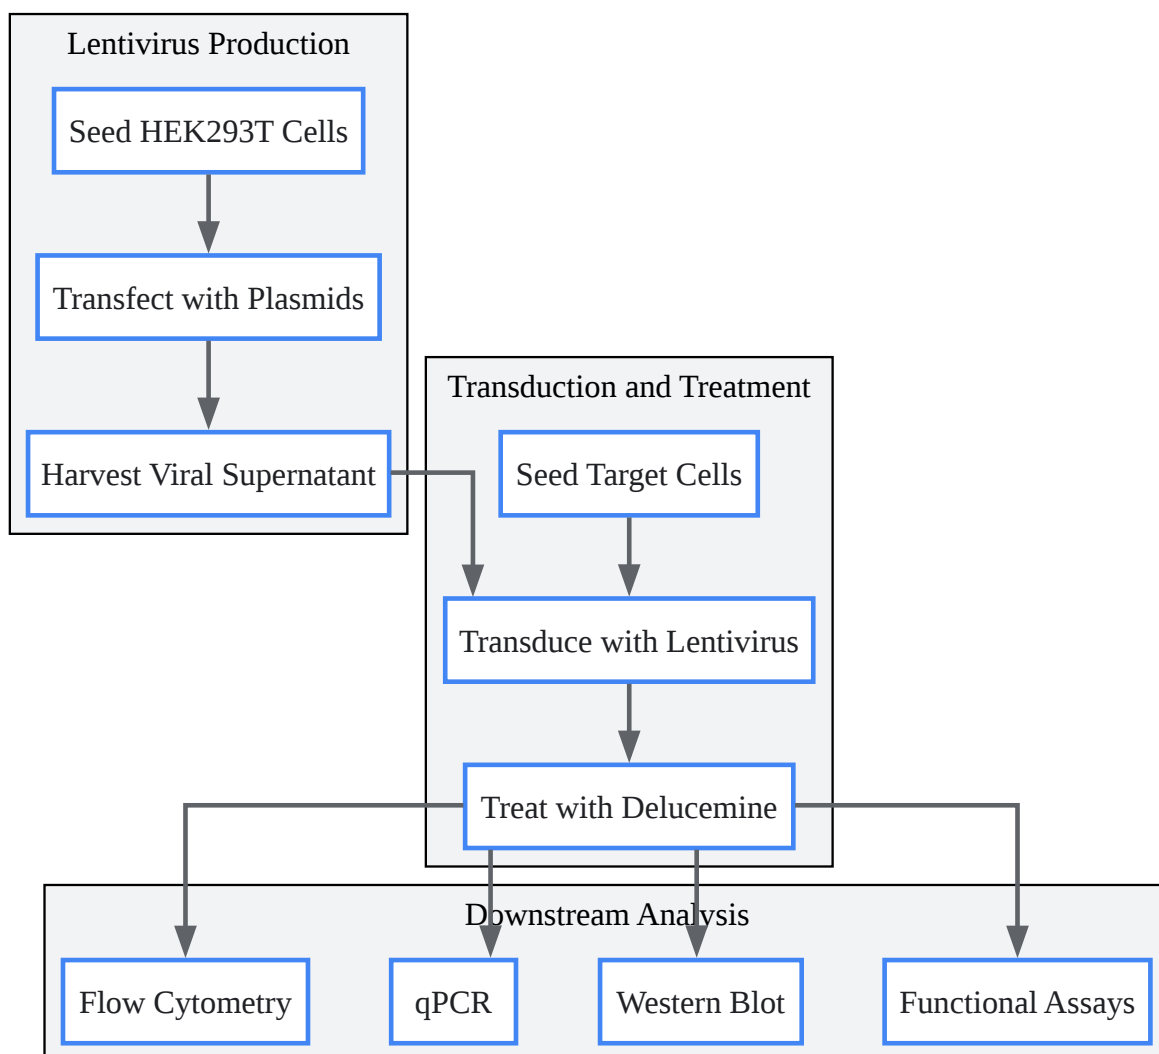 Lentivirus Production
Seed HEK293T Cells
Transfect with Plasmids
Harvest Viral Supernatant
Transduction and Treatment
Seed Target Cells
Transduce with Lentivirus
Treat with Delucemine
Downstream Analysis
Flow Cytometry
qPCR
Western Blot
Functional Assays